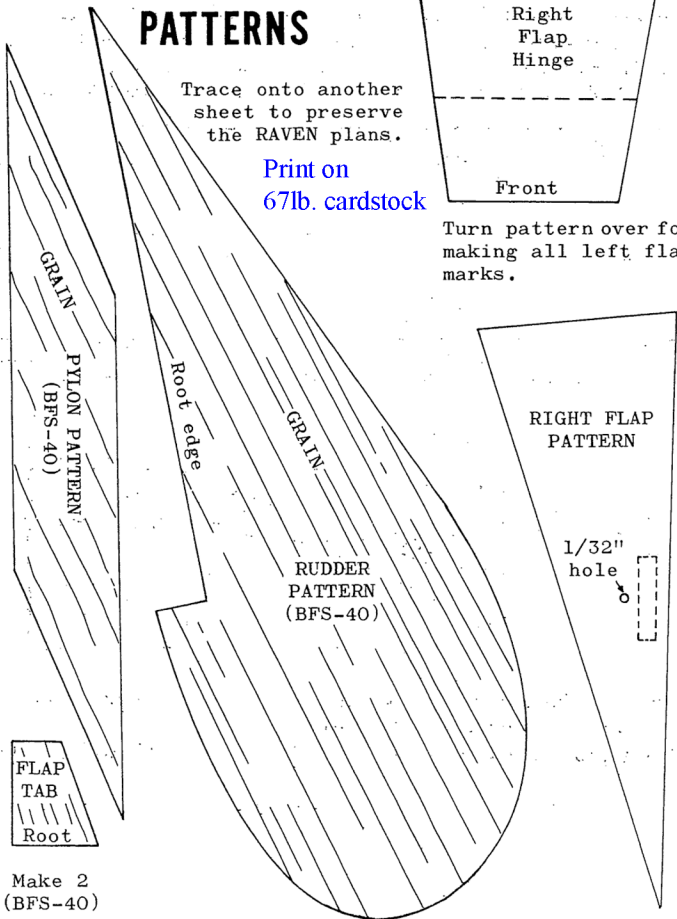 PATTERNS
Trace onto another
sheet to preserve
the RAVEN plans.
Print on
67lb. cardstock
Right
Flap
Hinge
Front
Turn pattern over fo
making all left fla
marks.
GRAIN
PYLON PATTERN
(BFS-40)
Root edge
GRAIN
RUDDER
PATTERN
(BFS-40)
RIGHT FLAP
PATTERN
1/32"
hole
FLAP
TAB
Root
Make 2
(BFS-40)